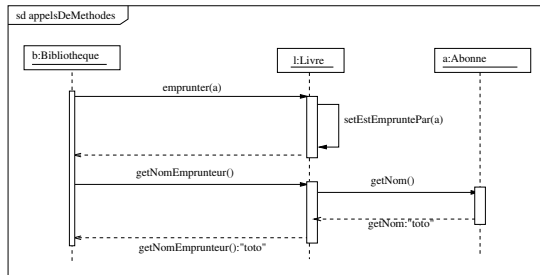 sd appelsDeMethodes
b:Bibliotheque
l:Livre
a:Abonne
emprunter(a)
setEstEmpruntePar(a)
getNomEmprunteur()
getNom()
getNom:"toto"
getNomEmprunteur():"toto"